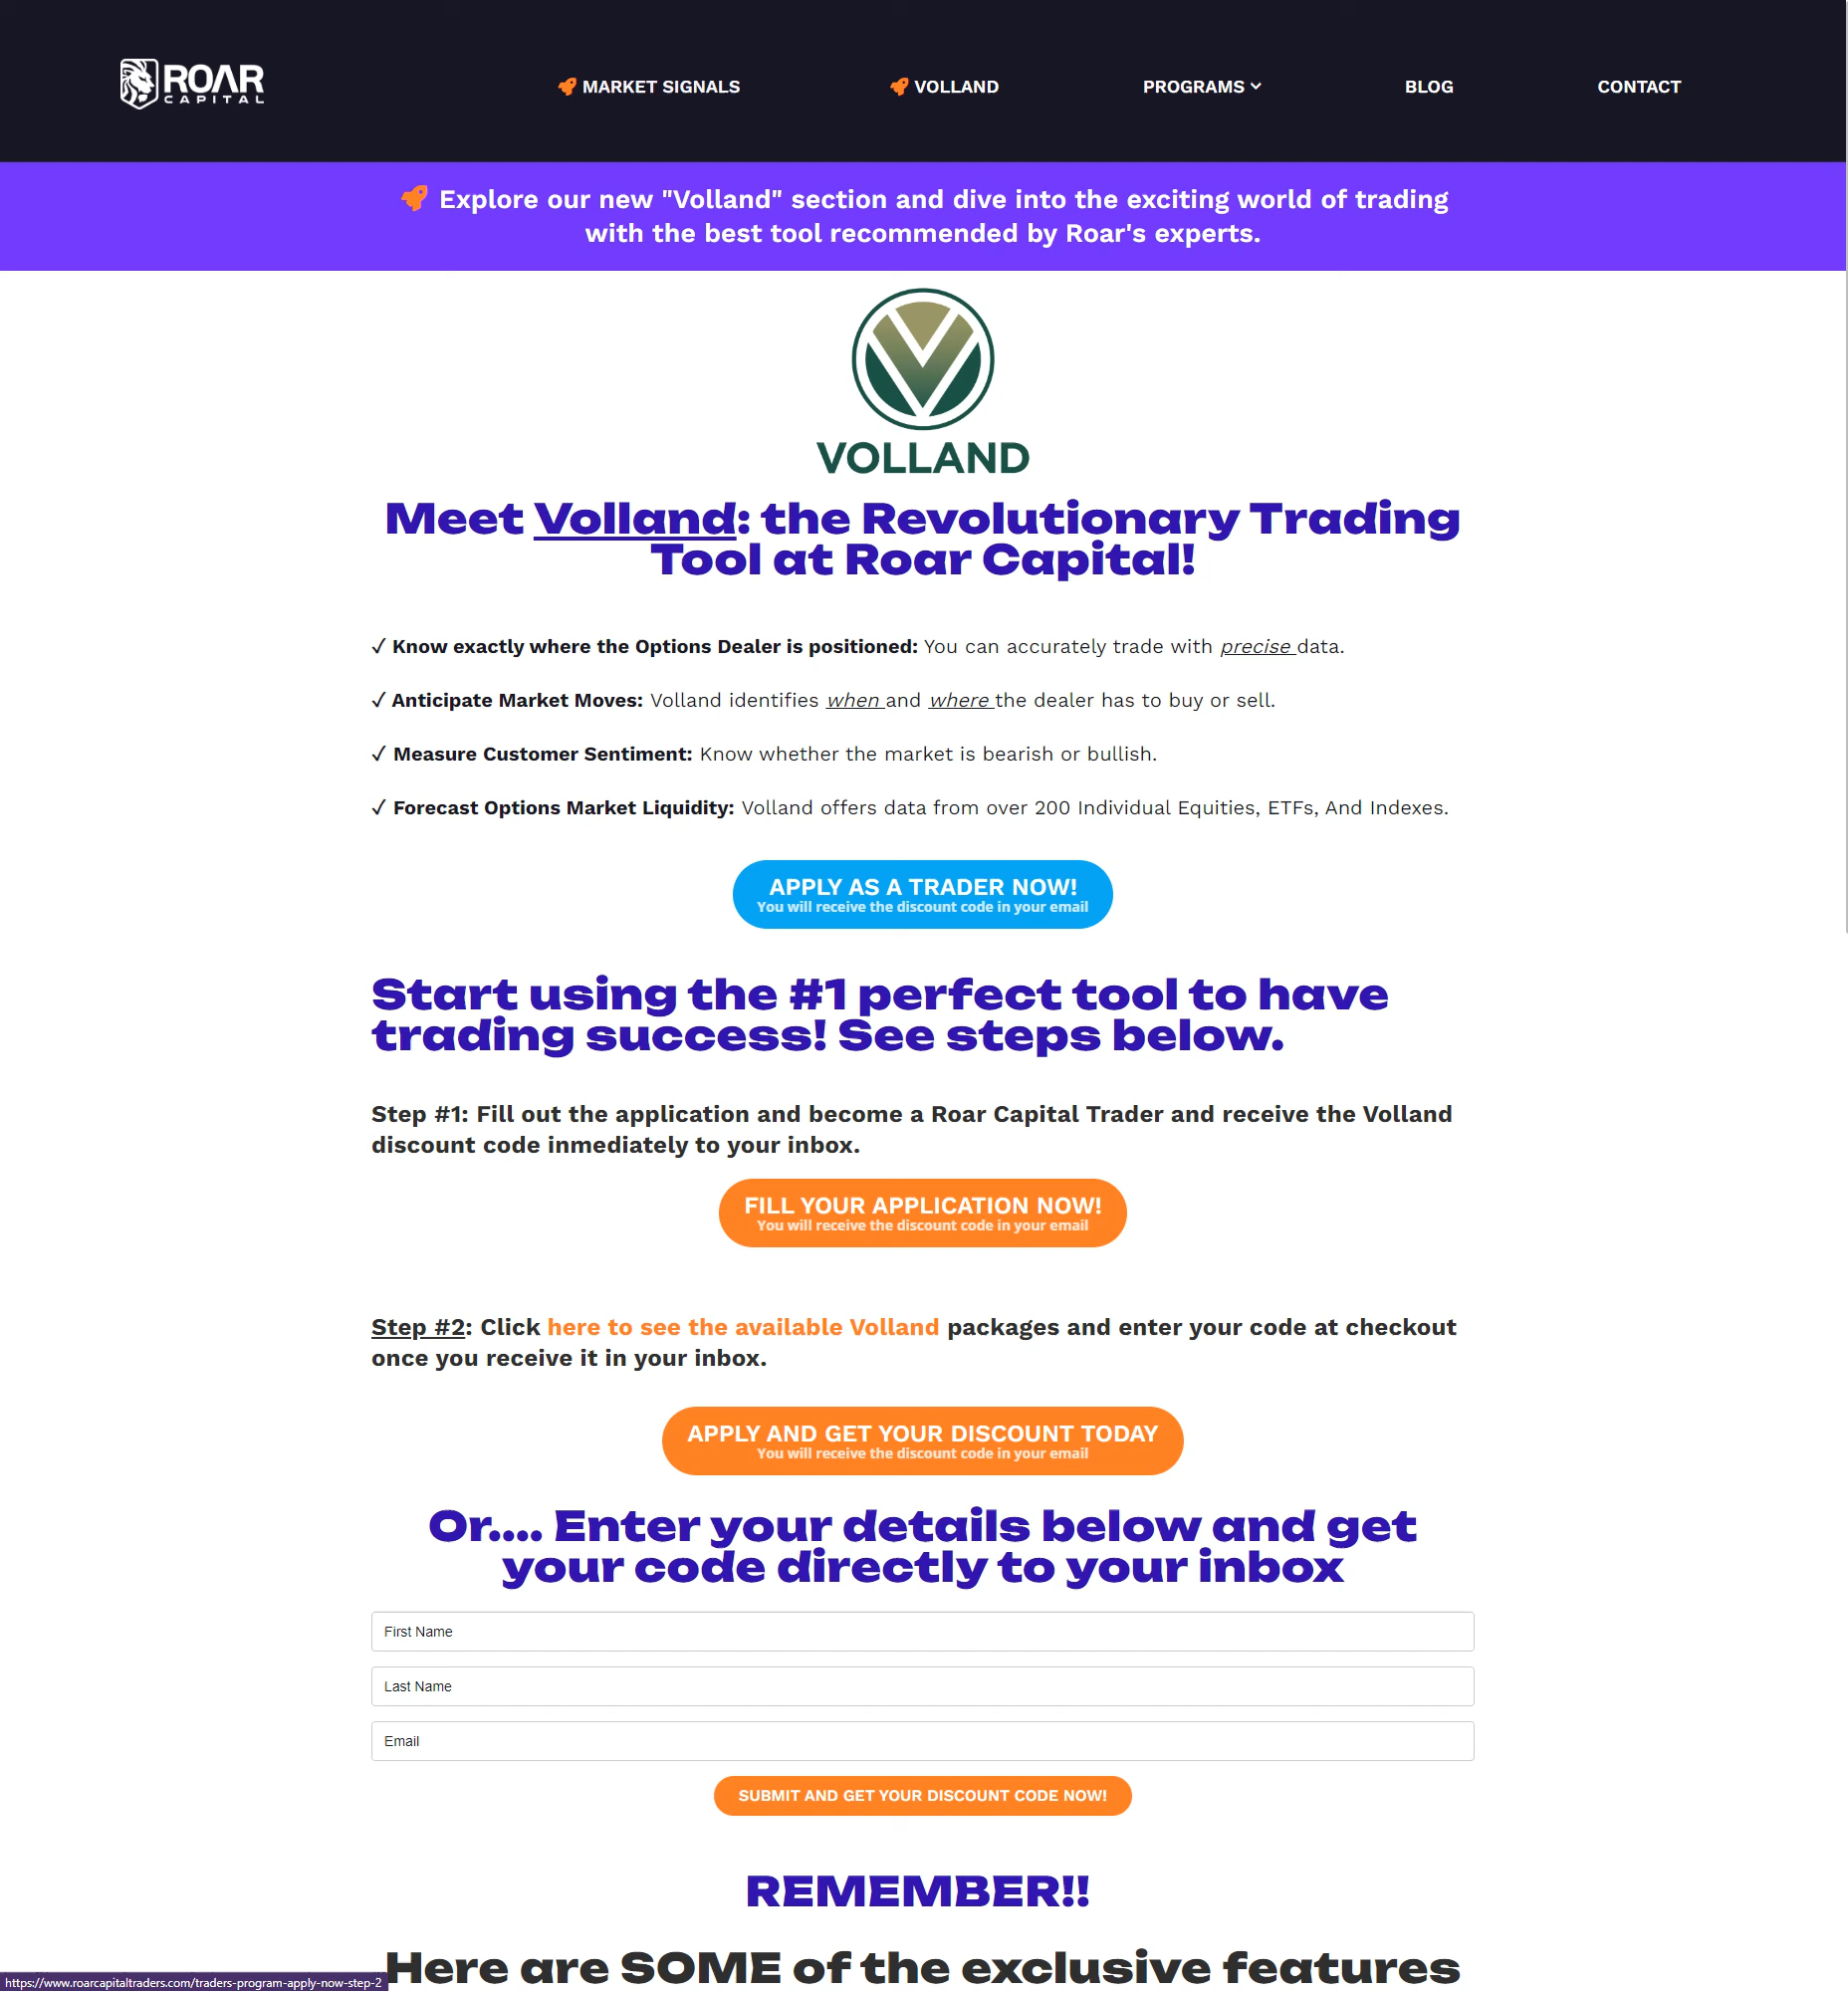 ROAR
CAPITAL
MARKET SIGNALS
VOLLAND
PROGRAMS
BLOG
CONTACT
Explore our new "Volland" section and dive into the exciting world of trading
with the best tool recommended by Roar's experts.
VOLLAND
Meet Volland: the Revolutionary Trading
Tool at Roar Capital!
✓ Know exactly where the Options Dealer is positioned: You can accurately trade with precise data.
✓ Anticipate Market Moves: Volland identifies when and where the dealer has to buy or sell.
✓ Measure Customer Sentiment: Know whether the market is bearish or bullish.
✓ Forecast Options Market Liquidity: Volland offers data from over 200 Individual Equities, ETFs, And Indexes.
APPLY AS A TRADER NOW!
You will receive the discount code in your email
Start using the #1 perfect tool to have
trading success! See steps below.
Step #1: Fill out the application and become a Roar Capital Trader and receive the Volland
discount code inmediately to your inbox.
FILL YOUR APPLICATION NOW!
You will receive the discount code in your email
Step #2: Click here to see the available Volland packages and enter your code at checkout
once you receive it in your inbox.
APPLY AND GET YOUR DISCOUNT TODAY
You will receive the discount code in your email
Or.... Enter your details below and get
your code directly to your inbox
First Name
Last Name
Email
SUBMIT AND GET YOUR DISCOUNT CODE NOW!
REMEMBER!!
Here are SOME of the exclusive features
https://www.roarcapitaltraders.com/traders-program-apply-now-step-2